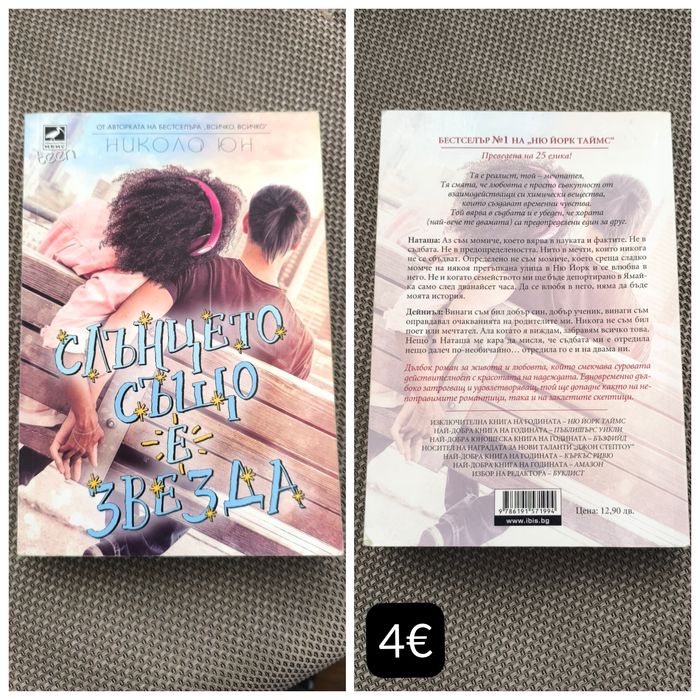 ИБИС
teen
ОТ АВТОРКАТА НА БЕСТСЕЛЪРА „ВСИЧКО, ВСИЧКО“
НИКОЛО ЮН
СЛЪНЦЕТО
СЪЩО
Е
ЗВЕЗДА
БЕСТСЕЛЪР №1 НА „НЮ ЙОРК ТАЙМС“
Преведена на 25 езика!
Тя е реалист, той – мечтател.
Тя смята, че любовта е просто съвкупност от
взаимодействащи си химически вещества,
които създават временни чувства.
Той вярва в съдбата и е убеден, че хората
(най-вече те двамата) са предопределени един за друг.
Наташа: Аз съм момиче, което вярва в науката и фактите. Не в
съдбата. Не в предопределеността. Нито в мечти, които никога
не се сбъдват. Определено не съм момиче, което среща сладко
момче на някоя претъпкана улица в Ню Йорк и се влюбва в
него. Не и когато семейството ми ще бъде депортирано в Ямай-
ка само след дванайсет часа. Да се влюбя в него, няма да бъде
моята история.
Дейниъл: Винаги съм бил добър син, добър ученик, винаги съм
оправдавал очакванията на родителите ми. Никога не съм бил
поет или мечтател. Ала когато я виждам, забравям всичко това.
Нещо в Наташа ме кара да мисля, че съдбата ми е отредила
нещо далеч по-необичайно... отредила го е и на двама ни.
Дълбок роман за живота и любовта, който смекчава суровата
действителност с красотата на надеждата. Едновременно дъл-
боко затрогващ и удовлетворяващ, той ще допадне както на не-
поправимите романтици, така и на заклетите скептици.
ИЗКЛЮЧИТЕЛНА КНИГА НА ГОДИНАТА – НЮ ЙОРК ТАЙМС
НАЙ-ДОБРА КНИГА НА ГОДИНАТА – ПЪБЛИШЪРС УИКЛИ
НАЙ-ДОБРА ЮНОШЕСКА КНИГА НА ГОДИНАТА – БЪЗФИЙД
НОСИТЕЛ НА НАГРАДАТА ЗА НОВИ ТАЛАНТИ „ДЖОН СТЕПТОУ“
НАЙ-ДОБРА КНИГА НА ГОДИНАТА – КЪРКЪС РИВЮ
НАЙ-ДОБРА КНИГА НА ГОДИНАТА – АМАЗОН
ИЗБОР НА РЕДАКТОРА – БУКЛИСТ
9 786191 571994
www.ibis.bg
Цена: 12,90 лв.
4€